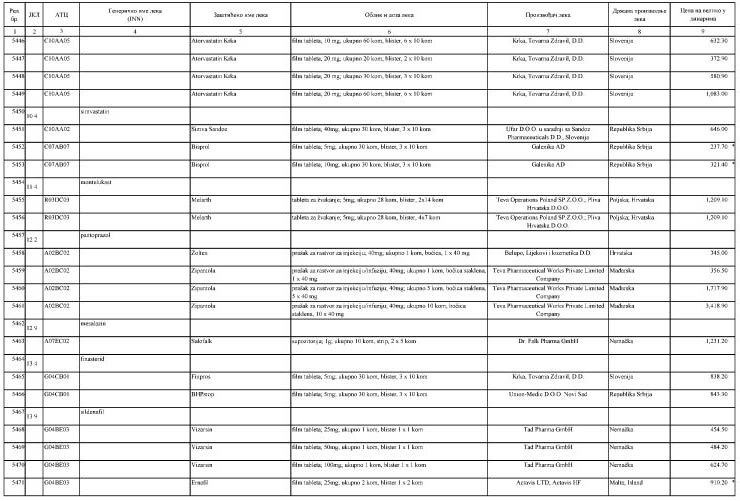 Ред. бр. ЈКЛ АТЦ Генеричко име лека (INN) Заштићено име лека Облик и јачина лека Произвођач лека Држава производње лека Цена на велико у динарима
1 2 3 4 5 6 7 8 9
5446 C10AA05 Atorvastatin Krka film tableta; 10 mg; ukupno 60 kom, blister, 6 x 10 kom Krka, Tovarna Zdravil, D.D. Slovenija 632.30
5447 C10AA05 Atorvastatin Krka film tableta; 20 mg; ukupno 20 kom, blister, 2 x 10 kom Krka, Tovarna Zdravil, D.D. Slovenija 372.90
5448 C10AA05 Atorvastatin Krka film tableta; 20 mg; ukupno 30 kom, blister, 3 x 10 kom Krka, Tovarna Zdravil, D.D. Slovenija 580.90
5449 C10AA05 Atorvastatin Krka film tableta; 20 mg; ukupno 60 kom, blister, 6 x 10 kom Krka, Tovarna Zdravil, D.D. Slovenija 1,083.00
5450 10 4 simvastatin
5451 C10AA02 Simva Sandoz film tableta; 40mg; ukupno 30 kom, blister, 3 x 10 kom Ufar D.O.O. u saradnji sa Sandoz Pharmaceuticals D.D., Slovenija Republika Srbija 646.00
5452 C07AB07 Bisprol film tableta; 5mg; ukupno 30 kom, blister, 3 x 10 kom Galenika AD Republika Srbija 237.70 *
5453 C07AB07 Bisprol film tableta; 10mg; ukupno 30 kom, blister, 3 x 10 kom Galenika AD Republika Srbija 321.40 *
5454 11 4 montelukast
5455 R03DC03 Melarth tableta za žvakanje; 5mg; ukupno 28 kom, blister, 2x14 kom Teva Operations Poland SP.Z.O.O.; Pliva Hrvatska D.O.O. Poljska; Hrvatska 1,209.10
5456 R03DC03 Melarth tableta za žvakanje; 5mg; ukupno 28 kom, blister, 4x7 kom Teva Operations Poland SP.Z.O.O.; Pliva Hrvatska D.O.O. Poljska; Hrvatska 1,209.10
5457 12 2 pantoprazol
5458 A02BC02 Zoltex prašak za rastvor za injekciju; 40mg; ukupno 1 kom, bočica, 1 x 40 mg Belupo, Lijekovi i kozmetika D.D. Hrvatska 345.00
5459 A02BC02 Zipantola prašak za rastvor za injekciju/infuziju; 40mg; ukupno 1 kom, bočica staklena, 1 x 40 mg Teva Pharmaceutical Works Private Limited Company Mađarska 356.50
5460 A02BC02 Zipantola prašak za rastvor za injekciju/infuziju; 40mg; ukupno 5 kom, bočica staklena, 5 x 40 mg Teva Pharmaceutical Works Private Limited Company Mađarska 1,717.90
5461 A02BC02 Zipantola prašak za rastvor za injekciju/infuziju; 40mg; ukupno 10 kom, bočica staklena, 10 x 40 mg Teva Pharmaceutical Works Private Limited Company Mađarska 3,418.90
5462 12 9 mesalazin
5463 A07EC02 Salofalk supozitorija; 1g; ukupno 10 kom, strip, 2 x 5 kom Dr. Falk Pharma GmbH Nemačka 1,231.20
5464 13 4 finasterid
5465 G04CB01 Finpros film tableta; 5mg; ukupno 30 kom, blister, 3 x 10 kom Krka, Tovarna Zdravil, D.D. Slovenija 838.20
5466 G04CB01 BHPstop film tableta; 5mg; ukupno 30 kom, blister, 3 x 10 kom Union-Medic D.O.O. Novi Sad Republika Srbija 843.30
5467 13 9 sildenafil
5468 G04BE03 Vizarsin film tableta; 25mg; ukupno 1 kom, blister 1 x 1 kom Tad Pharma GmbH Nemačka 454.50
5469 G04BE03 Vizarsin film tableta; 50mg; ukupno 1 kom, blister 1 x 1 kom Tad Pharma GmbH Nemačka 484.20
5470 G04BE03 Vizarsin film tableta; 100mg; ukupno 1 kom, blister 1 x 1 kom Tad Pharma GmbH Nemačka 624.70
5471 G04BE03 Ernafil film tableta; 25mg; ukupno 2 kom, blister 1 x 2 kom Actavis LTD; Actavis HF Malta; Island 910.20 *